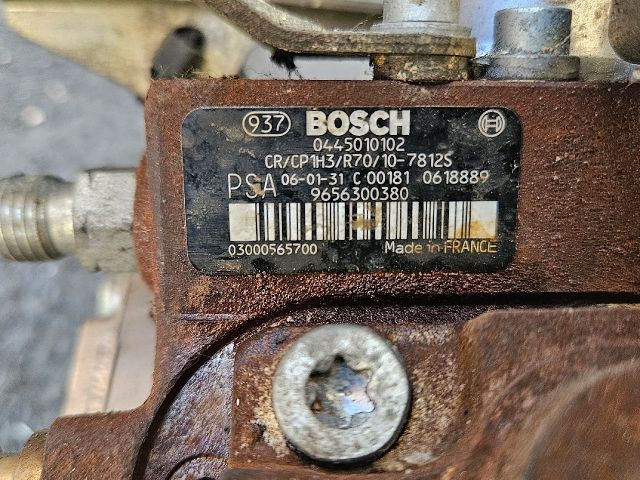 937 BOSCH
0445010102
CR/CP1H3/R70/10-7812S
PSA 06-01-31 C 00181 0618889
9656300380
03000565700 Made in FRANCE